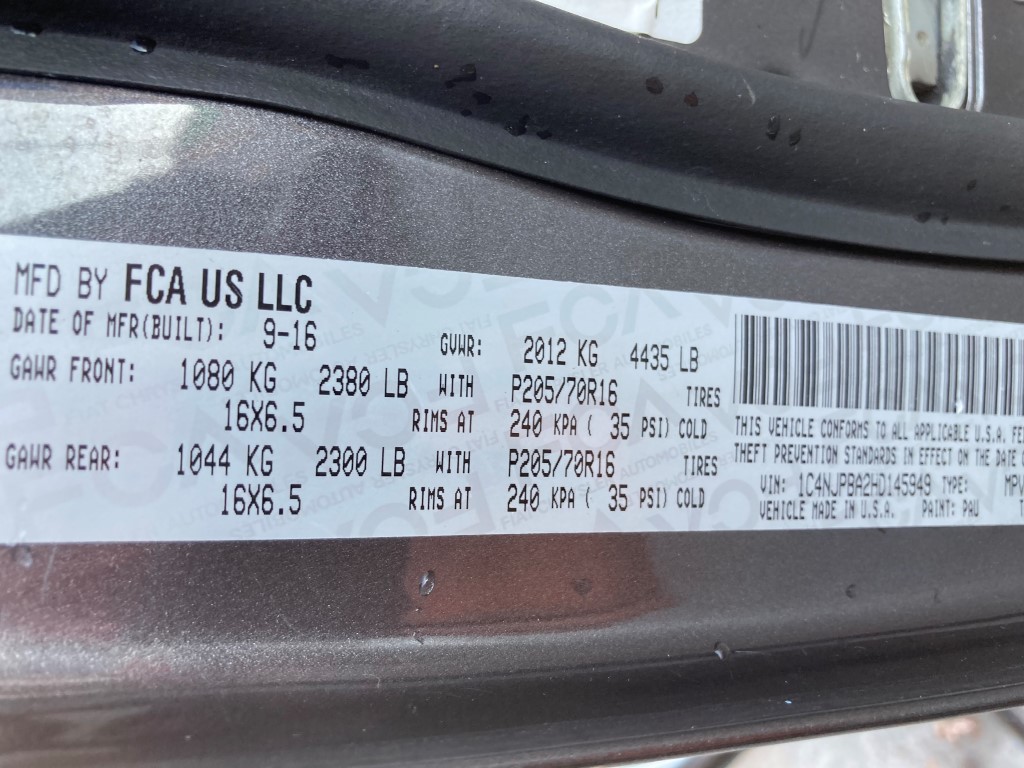 MFD BY FCA US LLC
DATE OF MFR(BUILT): 9-16 GVWR: 2012 KG 4435 LB
GAWR FRONT: 1080 KG 2380 LB WITH P205/70R16 TIRES
16X6.5 RIMS AT 240 KPA ( 35 PSI) COLD
GAWR REAR: 1044 KG 2300 LB WITH P205/70R16 TIRES
16X6.5 RIMS AT 240 KPA ( 35 PSI) COLD
THIS VEHICLE CONFORMS TO ALL APPLICABLE U.S.A. FE
THEFT PREVENTION STANDARDS IN EFFECT ON THE DATE
VIN: 1C4NJPBA2HD145949 TYPE: MPV
VEHICLE MADE IN U.S.A. PAINT: PAU T